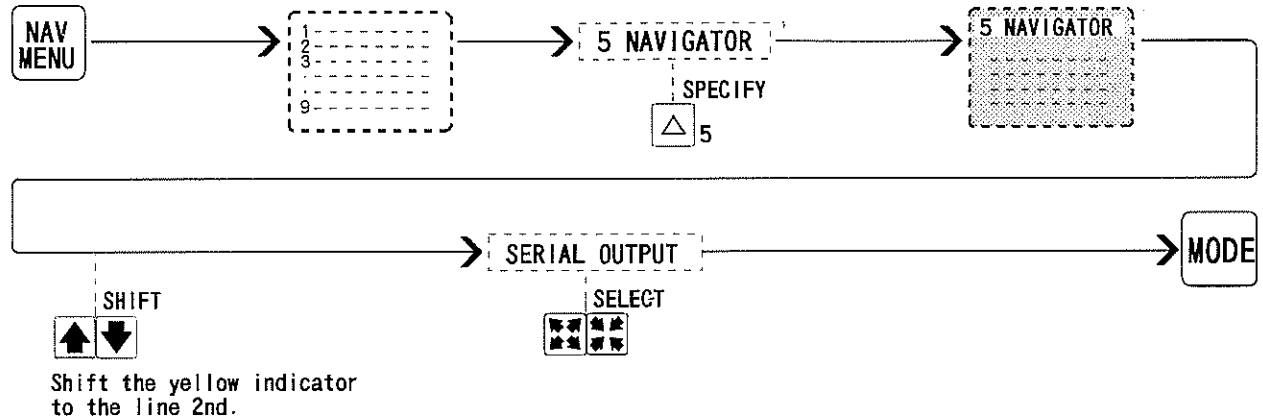 NAV
MENU
1
2
3
9
5 NAVIGATOR
SPECIFY
5
5 NAVIGATOR
SERIAL OUTPUT
MODE
SHIFT
SELECT
Shift the yellow indicator
to the line 2nd.